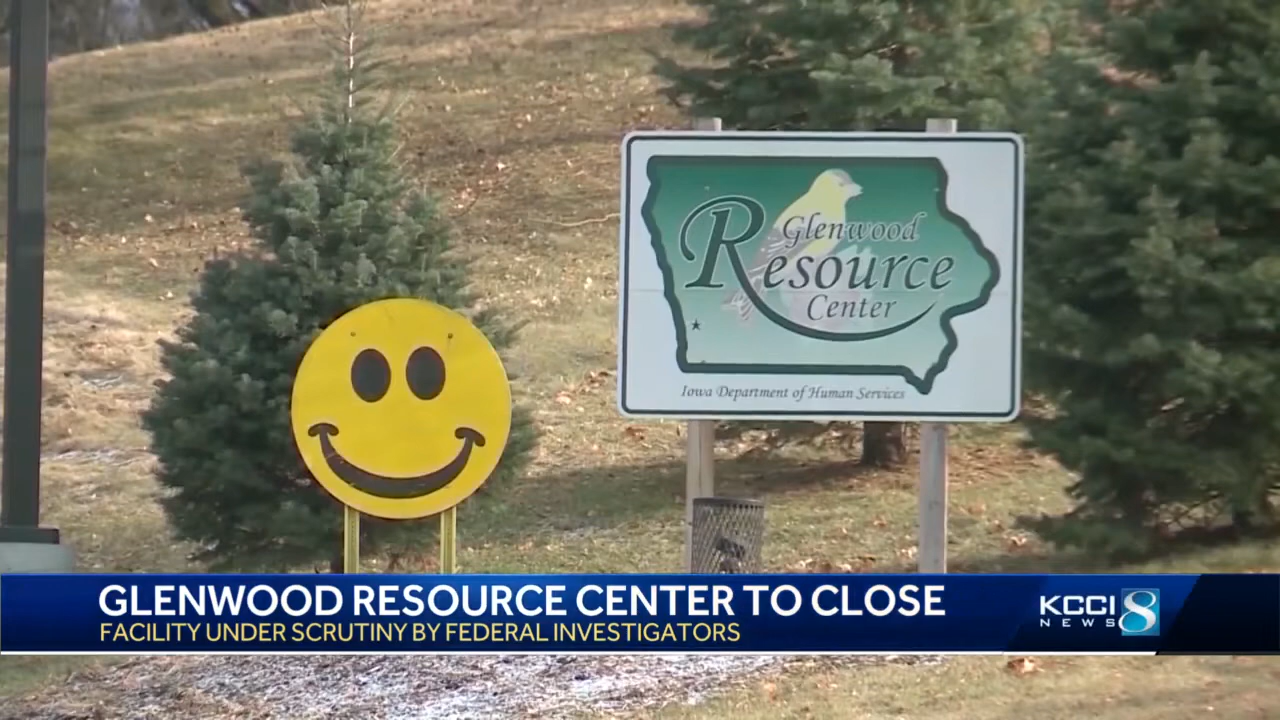 Glenwood
Resource
Center
Iowa Department of Human Services
GLENWOOD RESOURCE CENTER TO CLOSE
FACILITY UNDER SCRUTINY BY FEDERAL INVESTIGATORS
KCCI 8
NEWS